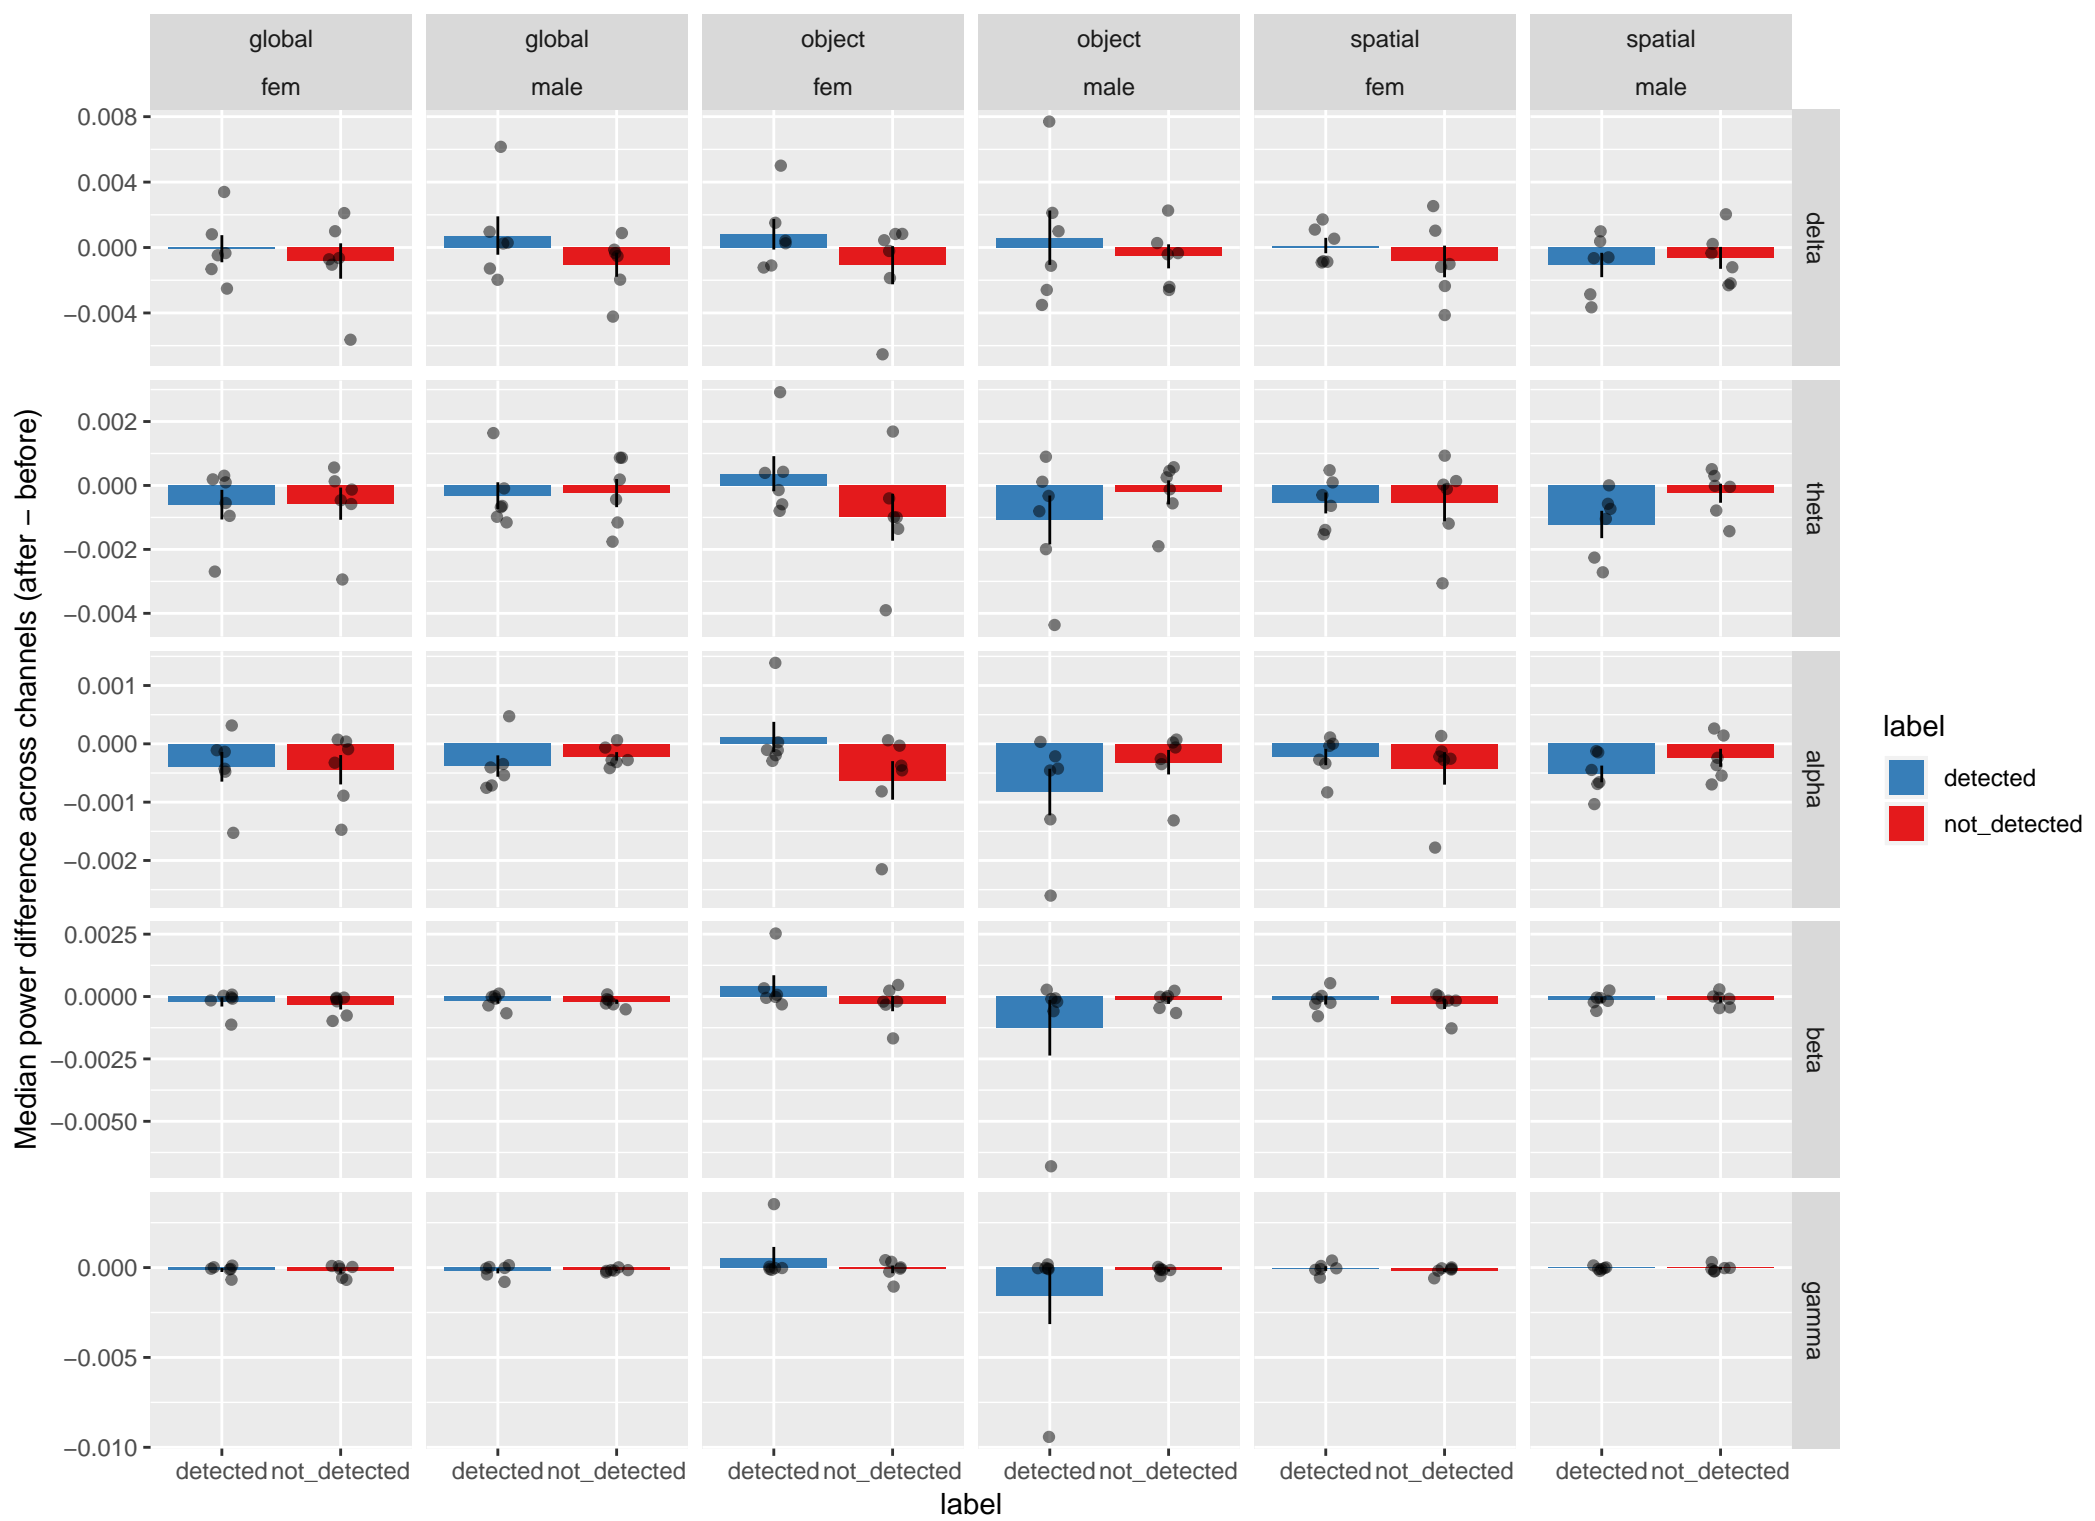 global global object object spatial spatial
fem male fem male fem male
0.008
0.004
0.000
−0.004
delta
0.002
0.000
−0.002
−0.004
theta
0.001
0.000
−0.001
−0.002
alpha
0.0025
0.0000
−0.0025
−0.0050
beta
0.000
−0.005
−0.010
gamma
detected not_detected detected not_detected detected not_detected detected not_detected detected not_detected detected not_detected
label
Median power difference across channels (after − before)
label
detected
not_detected